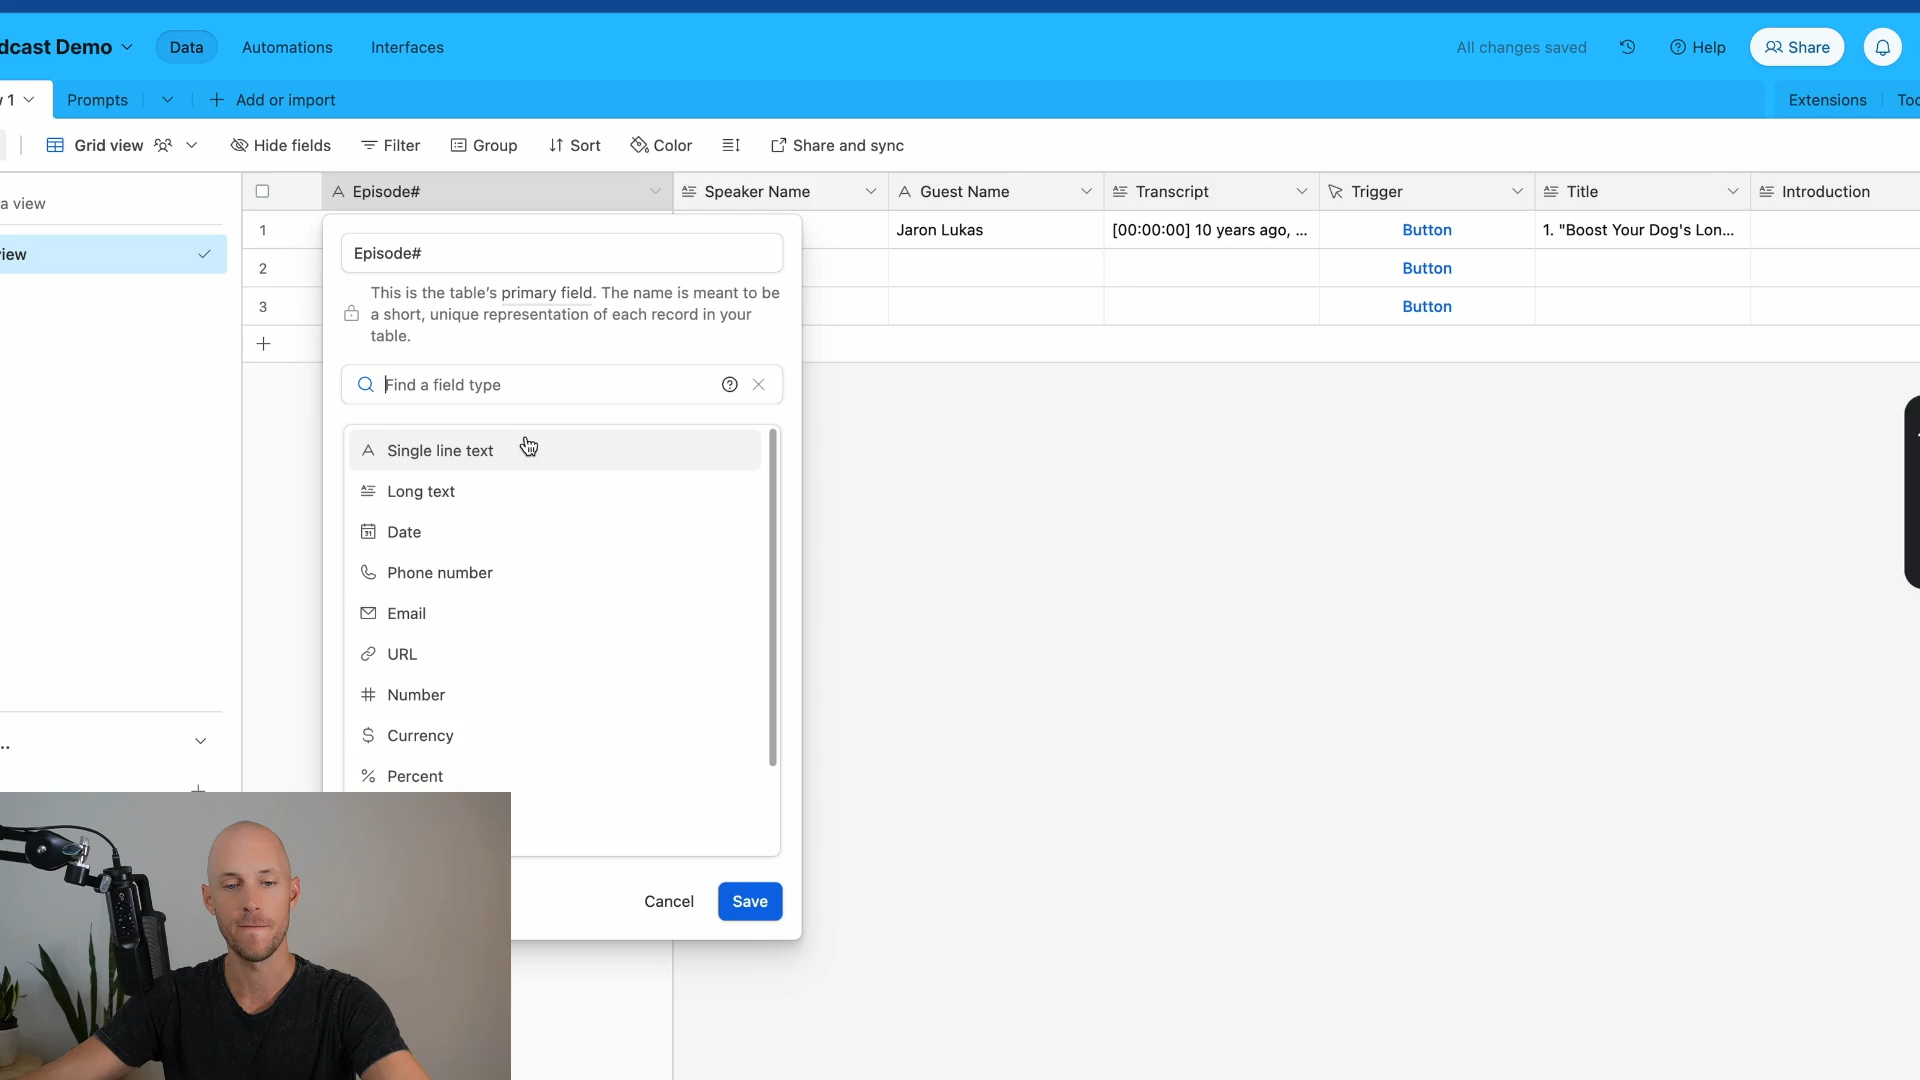 dcast Demo
Data
Automations
Interfaces
All changes saved
Help
Share
1
Prompts
Add or import
Extensions
Too
Grid view
Hide fields
Filter
Group
Sort
Color
Share and sync
a view
iew
Episode#
Speaker Name
Guest Name
Transcript
Trigger
Title
Introduction
1
Jaron Lukas
[00:00:00] 10 years ago, ...
Button
1. "Boost Your Dog's Lon...
2
Button
3
Button
Episode#
This is the table's primary field. The name is meant to be
a short, unique representation of each record in your
table.
Find a field type
Single line text
Long text
Date
Phone number
Email
URL
Number
Currency
Percent
...
Cancel
Save